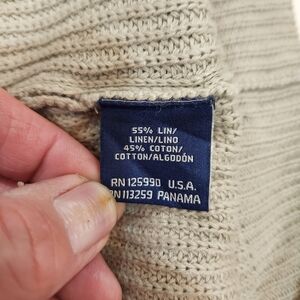 55% LIN/
LINEN/LINO
45% COTON/
COTTON/ALGODÓN
RN 125990 U.S.A.
RN 113259 PANAMA